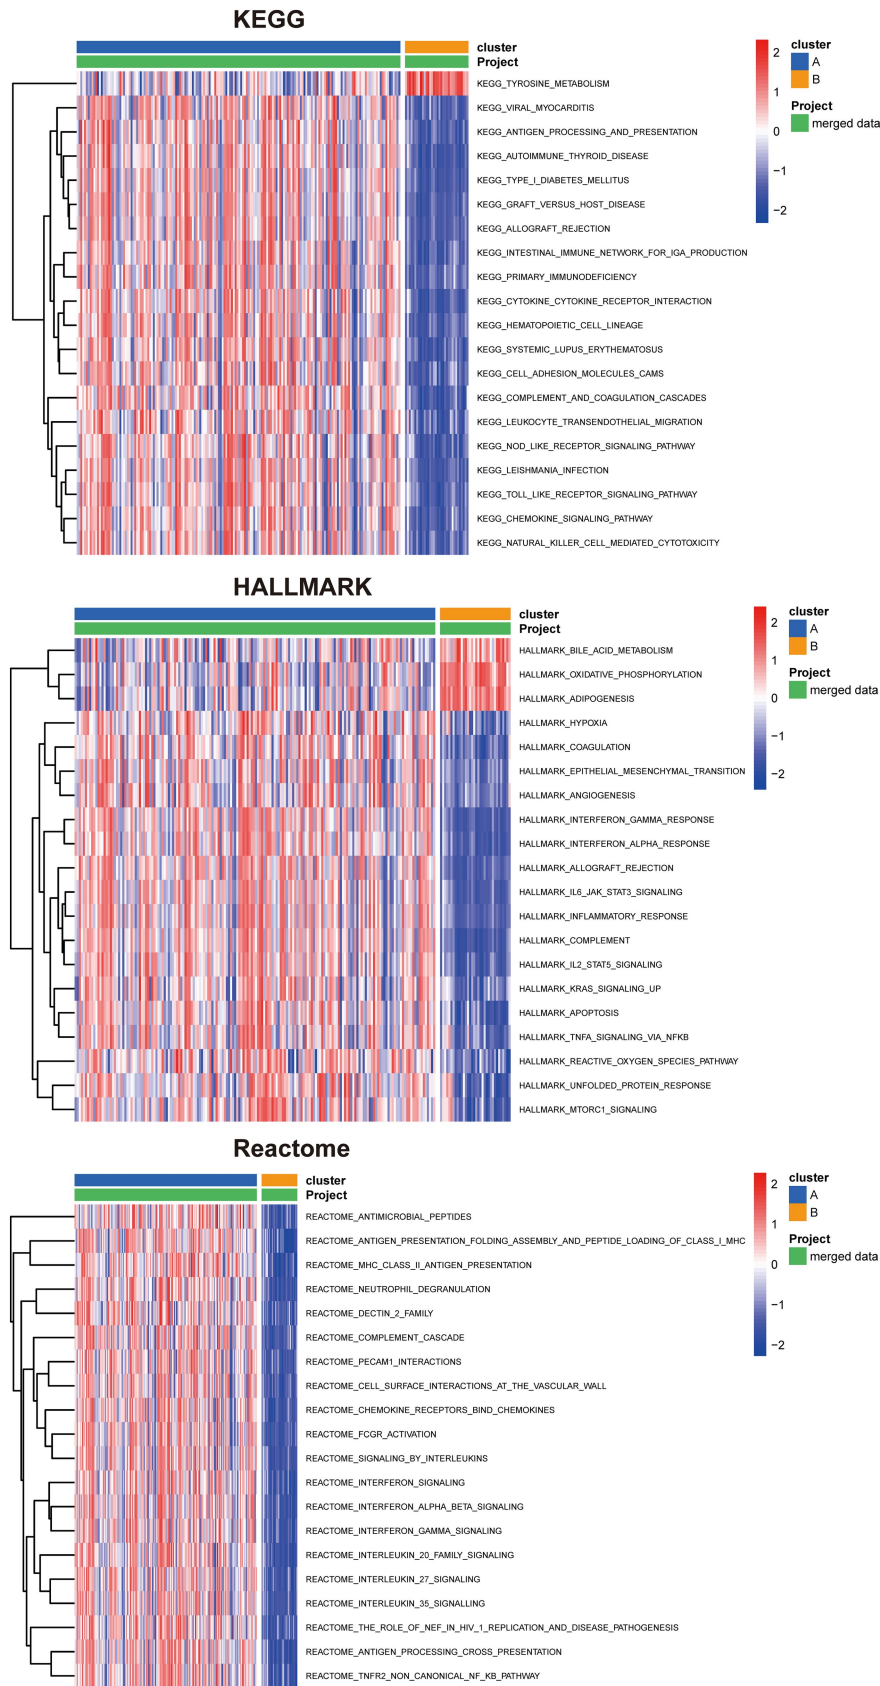 KEGG
cluster
Project
KEGG_TYROSINE_METABOLISM
KEGG_VIRAL_MYOCARDITIS
KEGG_ANTIGEN_PROCESSING_AND_PRESENTATION
KEGG_AUTOIMMUNE_THYROID_DISEASE
KEGG_TYPE_I_DIABETES_MELLITUS
KEGG_GRAFT_VERSUS_HOST_DISEASE
KEGG_ALLOGRAFT_REJECTION
KEGG_INTESTINAL_IMMUNE_NETWORK_FOR_IGA_PRODUCTION
KEGG_PRIMARY_IMMUNODEFICIENCY
KEGG_CYTOKINE_CYTOKINE_RECEPTOR_INTERACTION
KEGG_HEMATOPOIETIC_CELL_LINEAGE
KEGG_SYSTEMIC_LUPUS_ERYTHEMATOSUS
KEGG_CELL_ADHESION_MOLECULES_CAMS
KEGG_COMPLEMENT_AND_COAGULATION_CASCADES
KEGG_LEUKOCYTE_TRANSENDOTHELIAL_MIGRATION
KEGG_NOD_LIKE_RECEPTOR_SIGNALING_PATHWAY
KEGG_LEISHMANIA_INFECTION
KEGG_TOLL_LIKE_RECEPTOR_SIGNALING_PATHWAY
KEGG_CHEMOKINE_SIGNALING_PATHWAY
KEGG_NATURAL_KILLER_CELL_MEDIATED_CYTOTOXICITY
2
1
0
−1
−2
cluster
A
B
Project
merged data
HALLMARK
cluster
Project
HALLMARK_BILE_ACID_METABOLISM
HALLMARK_OXIDATIVE_PHOSPHORYLATION
HALLMARK_ADIPOGENESIS
HALLMARK_HYPOXIA
HALLMARK_COAGULATION
HALLMARK_EPITHELIAL_MESENCHYMAL_TRANSITION
HALLMARK_ANGIOGENESIS
HALLMARK_INTERFERON_GAMMA_RESPONSE
HALLMARK_INTERFERON_ALPHA_RESPONSE
HALLMARK_ALLOGRAFT_REJECTION
HALLMARK_IL6_JAK_STAT3_SIGNALING
HALLMARK_INFLAMMATORY_RESPONSE
HALLMARK_COMPLEMENT
HALLMARK_IL2_STAT5_SIGNALING
HALLMARK_KRAS_SIGNALING_UP
HALLMARK_APOPTOSIS
HALLMARK_TNFA_SIGNALING_VIA_NFKB
HALLMARK_REACTIVE_OXYGEN_SPECIES_PATHWAY
HALLMARK_UNFOLDED_PROTEIN_RESPONSE
HALLMARK_MTORC1_SIGNALING
2
1
0
−1
−2
cluster
A
B
Project
merged data
Reactome
cluster
Project
REACTOME_ANTIMICROBIAL_PEPTIDES
REACTOME_ANTIGEN_PRESENTATION_FOLDING_ASSEMBLY_AND_PEPTIDE_LOADING_OF_CLASS_I_MHC
REACTOME_MHC_CLASS_II_ANTIGEN_PRESENTATION
REACTOME_NEUTROPHIL_DEGRANULATION
REACTOME_DECTIN_2_FAMILY
REACTOME_COMPLEMENT_CASCADE
REACTOME_PECAM1_INTERACTIONS
REACTOME_CELL_SURFACE_INTERACTIONS_AT_THE_VASCULAR_WALL
REACTOME_CHEMOKINE_RECEPTORS_BIND_CHEMOKINES
REACTOME_FCGR_ACTIVATION
REACTOME_SIGNALING_BY_INTERLEUKINS
REACTOME_INTERFERON_SIGNALING
REACTOME_INTERFERON_ALPHA_BETA_SIGNALING
REACTOME_INTERFERON_GAMMA_SIGNALING
REACTOME_INTERLEUKIN_20_FAMILY_SIGNALING
REACTOME_INTERLEUKIN_27_SIGNALING
REACTOME_INTERLEUKIN_35_SIGNALLING
REACTOME_THE_ROLE_OF_NEF_IN_HIV_1_REPLICATION_AND_DISEASE_PATHOGENESIS
REACTOME_ANTIGEN_PROCESSING_CROSS_PRESENTATION
REACTOME_TNFR2_NON_CANONICAL_NF_KB_PATHWAY
2
1
0
−1
−2
cluster
A
B
Project
merged data